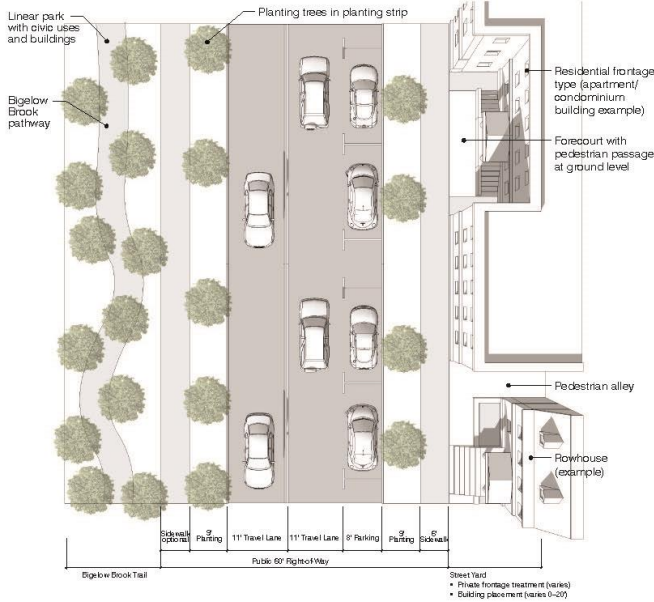 Linear park
with civic uses
and buildings
Planting trees in planting strip
Bigelow
Brook
pathway
Residential frontage
type (apartment/
condominium
building example)
Forecourt with
pedestrian passage
at ground level
Pedestrian alley
Rowhouse
(example)
Sidewalk
optional
9'
Planting
11' Travel Lane
11' Travel Lane
8' Parking
9'
Planting
6'
Sidewalk
Public 60' Right-of-Way
Bigelow Brook Trail
Street Yard
• Private frontage treatment (varies)
• Building placement (varies 0–20')